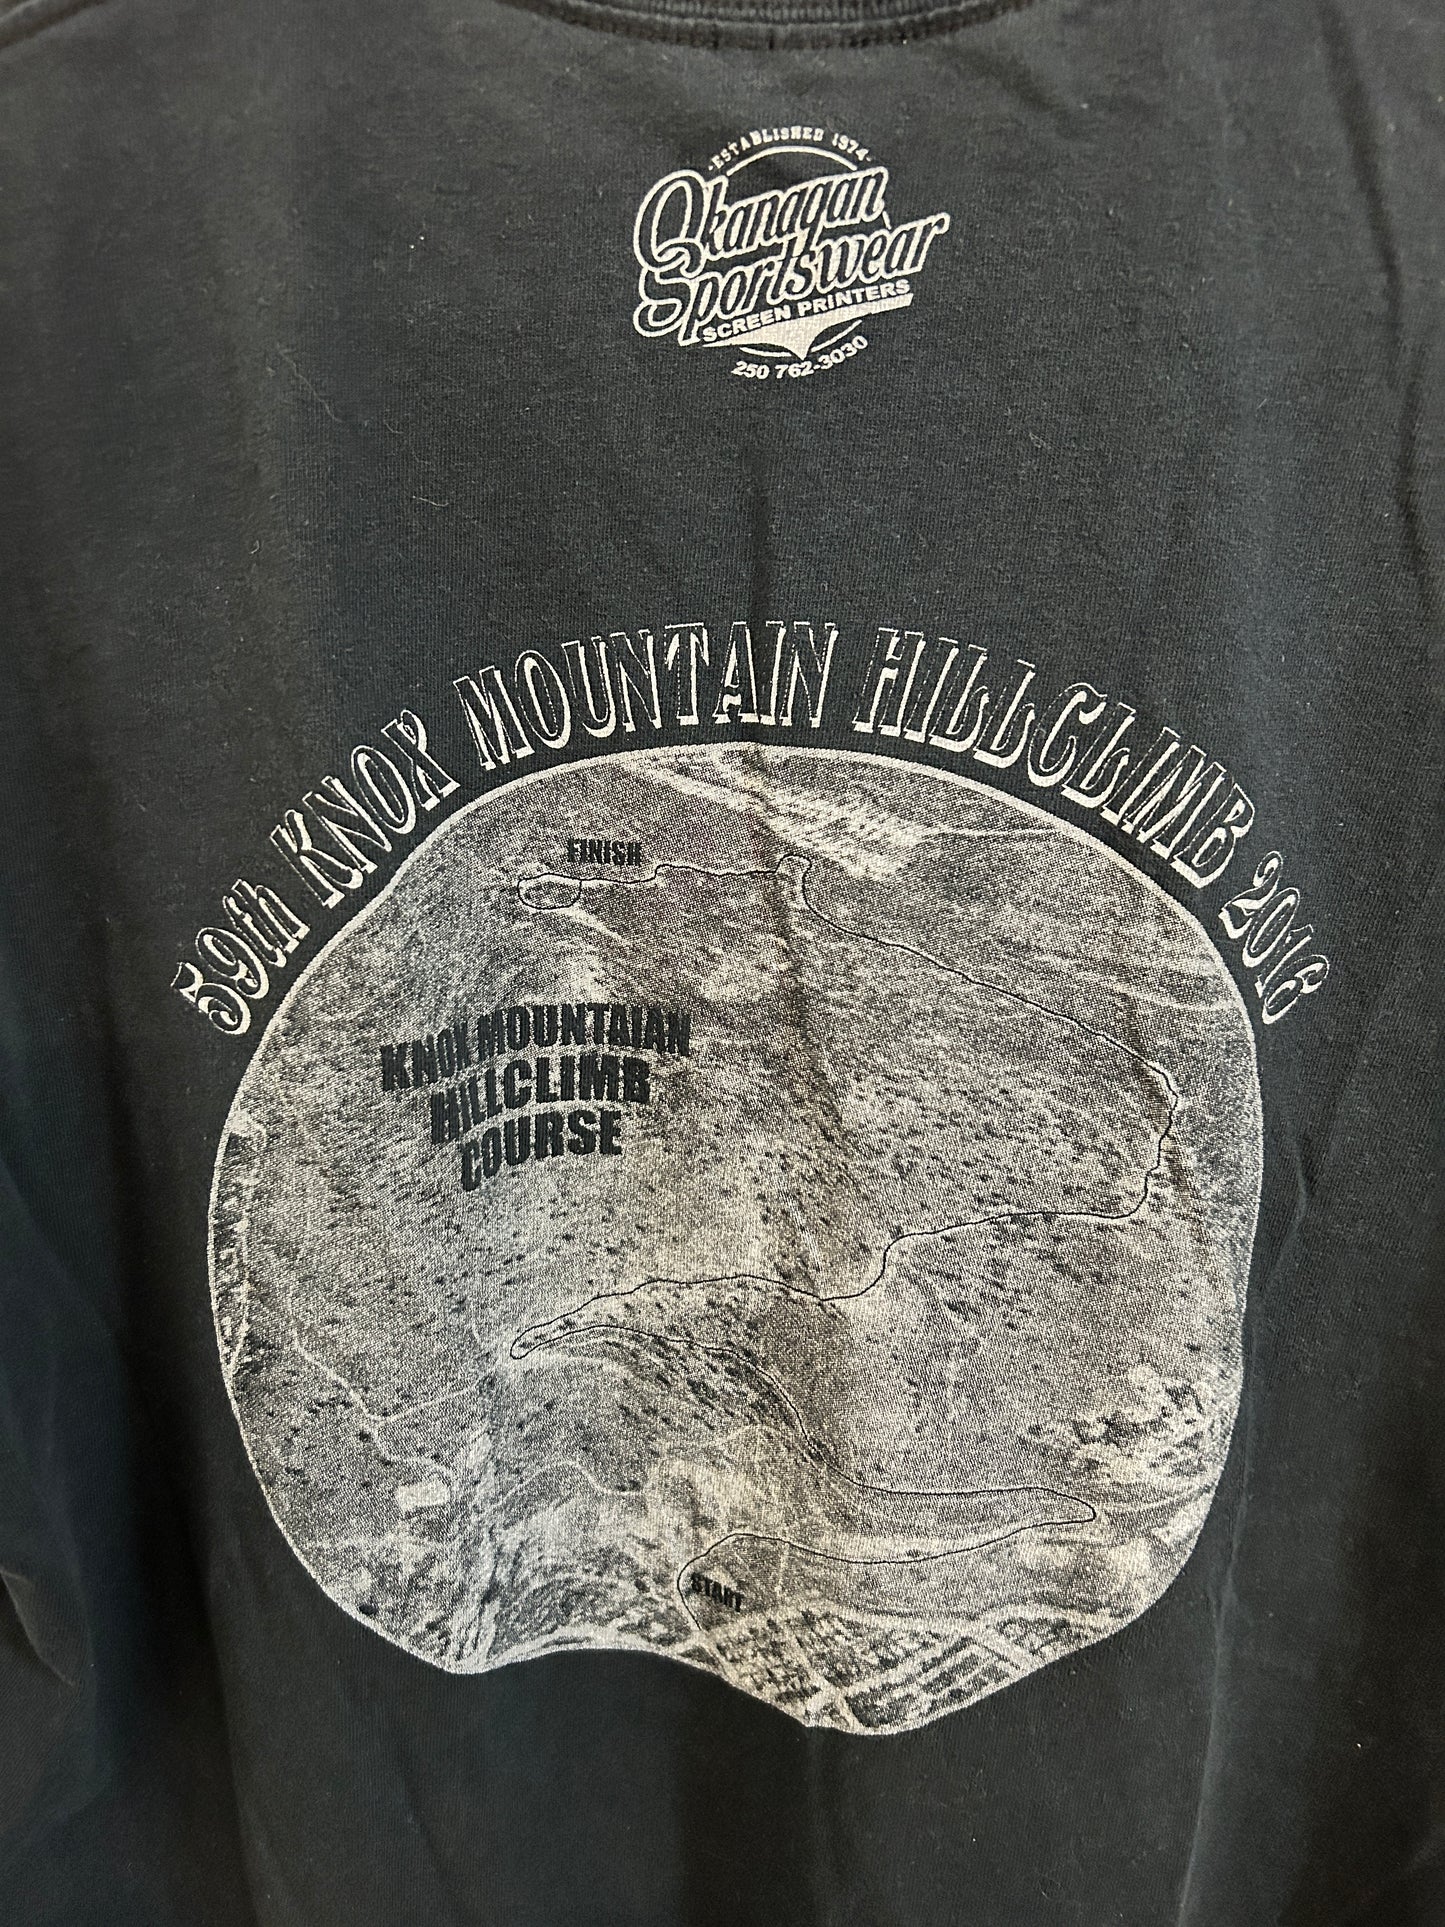 ·ESTABLISHED 1974·
Okanagan
Sportswear
SCREEN PRINTERS
250 762-3030
59th KNOX MOUNTAIN HILLCLIMB 2016
FINISH
KNOX MOUNTAIAN
HILLCLIMB
COURSE
START